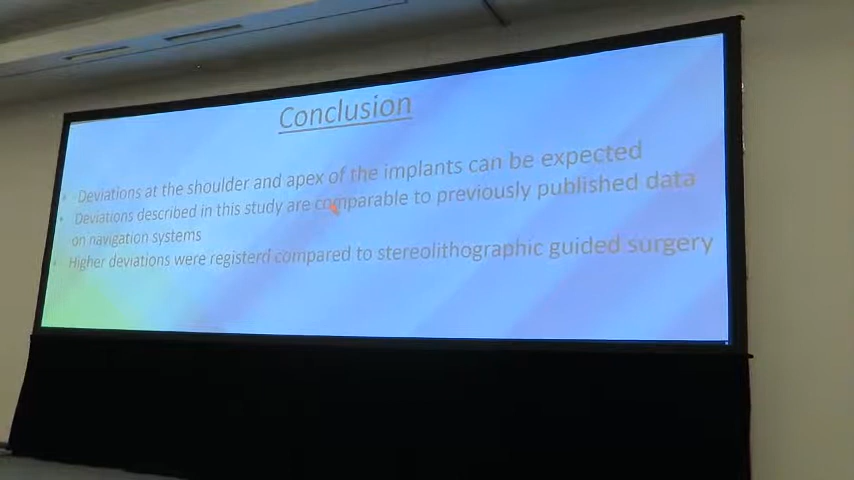 Conclusion
Deviations at the shoulder and apex of the implants can be expected
Deviations described in this study are comparable to previously published data
on navigation systems
Higher deviations were registerd compared to stereolithographic guided surgery